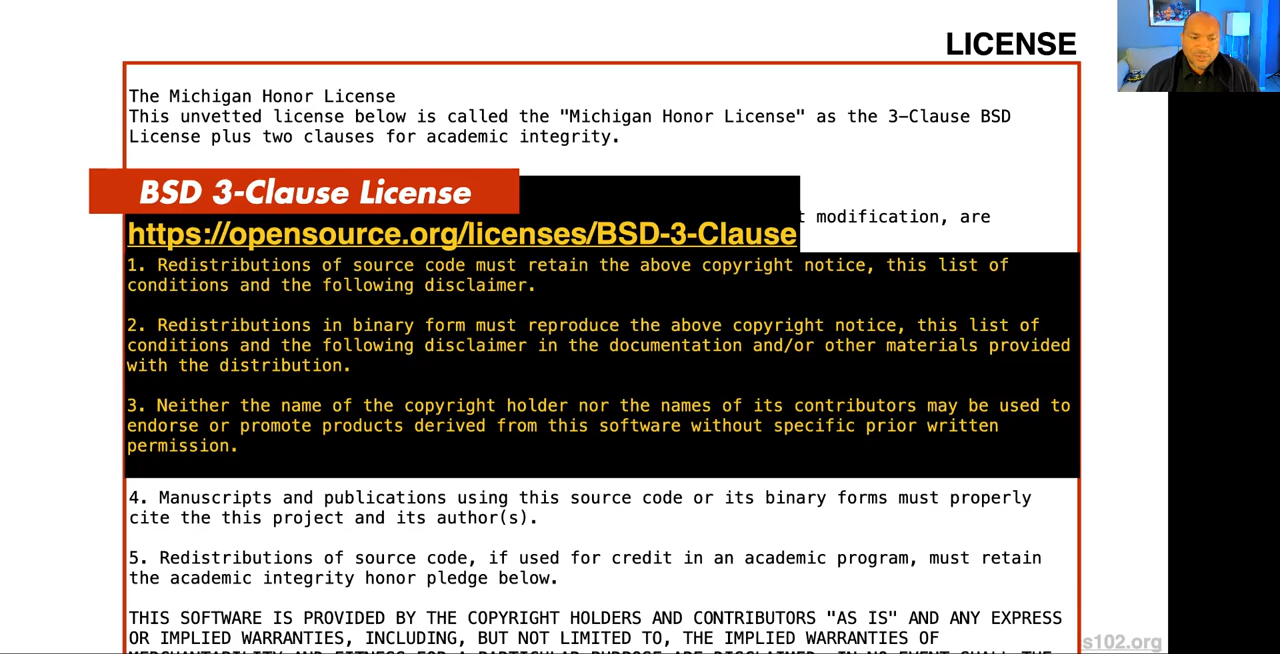 LICENSE
The Michigan Honor License
This unvetted license below is called the "Michigan Honor License" as the 3-Clause BSD
License plus two clauses for academic integrity.
BSD 3-Clause License
modification, are
https://opensource.org/licenses/BSD-3-Clause
1. Redistributions of source code must retain the above copyright notice, this list of
conditions and the following disclaimer.
2. Redistributions in binary form must reproduce the above copyright notice, this list of
conditions and the following disclaimer in the documentation and/or other materials provided
with the distribution.
3. Neither the name of the copyright holder nor the names of its contributors may be used to
endorse or promote products derived from this software without specific prior written
permission.
4. Manuscripts and publications using this source code or its binary forms must properly
cite the this project and its author(s).
5. Redistributions of source code, if used for credit in an academic program, must retain
the academic integrity honor pledge below.
THIS SOFTWARE IS PROVIDED BY THE COPYRIGHT HOLDERS AND CONTRIBUTORS "AS IS" AND ANY EXPRESS
OR IMPLIED WARRANTIES, INCLUDING, BUT NOT LIMITED TO, THE IMPLIED WARRANTIES OF
s102.org